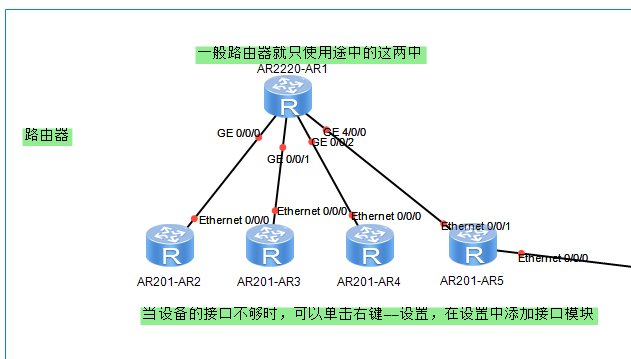 一般路由器就只使用途中的这两中
AR2220-AR1
R
路由器
GE 0/0/0
GE 4/0/0
GE 0/0/2
GE 0/0/1
Ethernet 0/0/0
Ethernet 0/0/0
Ethernet 0/0/0
Ethernet 0/0/1
Ethernet 0/0/0
R
R
R
R
AR201-AR2
AR201-AR3
AR201-AR4
AR201-AR5
当设备的接口不够时，可以单击右键—设置，在设置中添加接口模块